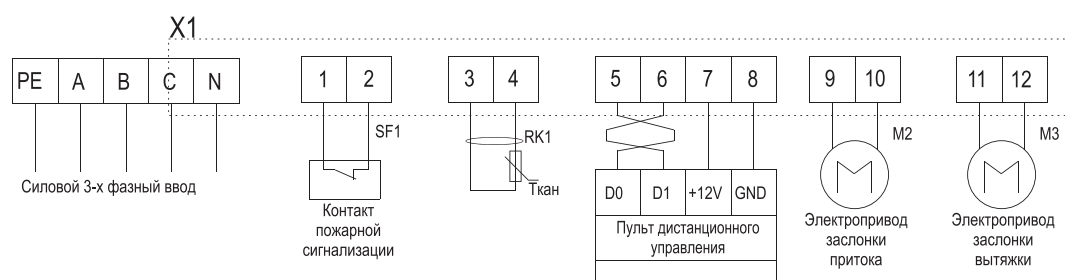 X1
PE A B C N
1 2
3 4
5 6 7 8
9 10
11 12
SF1
RK1
M2
M3
Силовой 3-х фазный ввод
Контакт
пожарной
сигнализации
Tкан
D0 D1 +12V GND
Пульт дистанционного
управления
M
Электропривод
заслонки
притока
M
Электропривод
заслонки
вытяжки